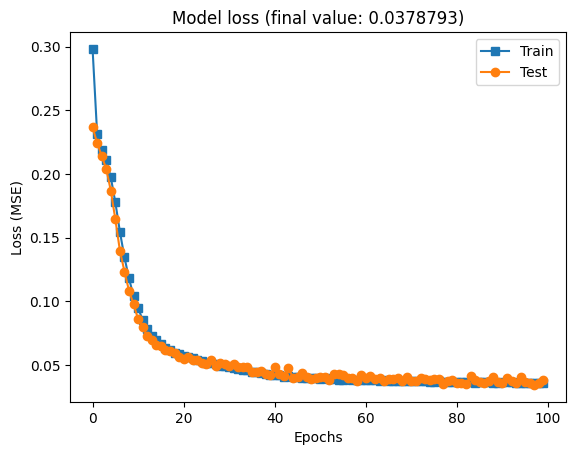 Model loss (final value: 0.0378793)
Train
Test
Loss (MSE)
0.30
0.25
0.20
0.15
0.10
0.05
0 20 40 60 80 100
Epochs